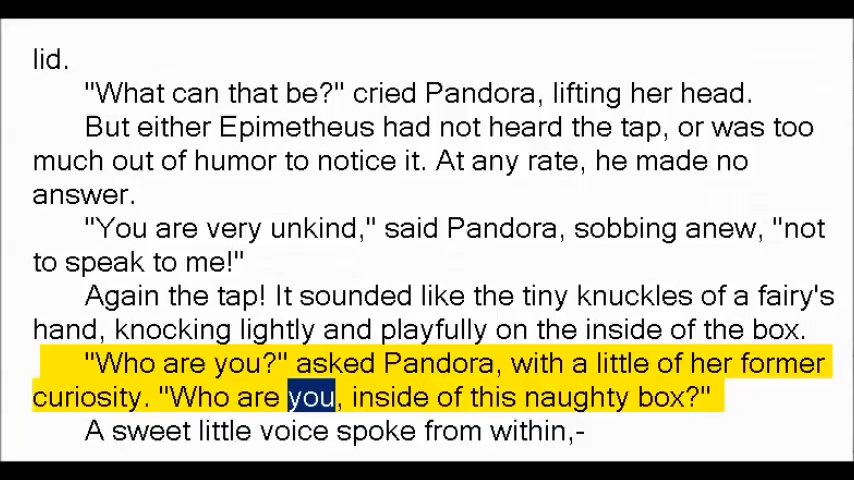 lid.
"What can that be?" cried Pandora, lifting her head.
But either Epimetheus had not heard the tap, or was too
much out of humor to notice it. At any rate, he made no
answer.
"You are very unkind," said Pandora, sobbing anew, "not
to speak to me!"
Again the tap! It sounded like the tiny knuckles of a fairy's
hand, knocking lightly and playfully on the inside of the box.
"Who are you?" asked Pandora, with a little of her former
curiosity. "Who are you, inside of this naughty box?"
A sweet little voice spoke from within,-